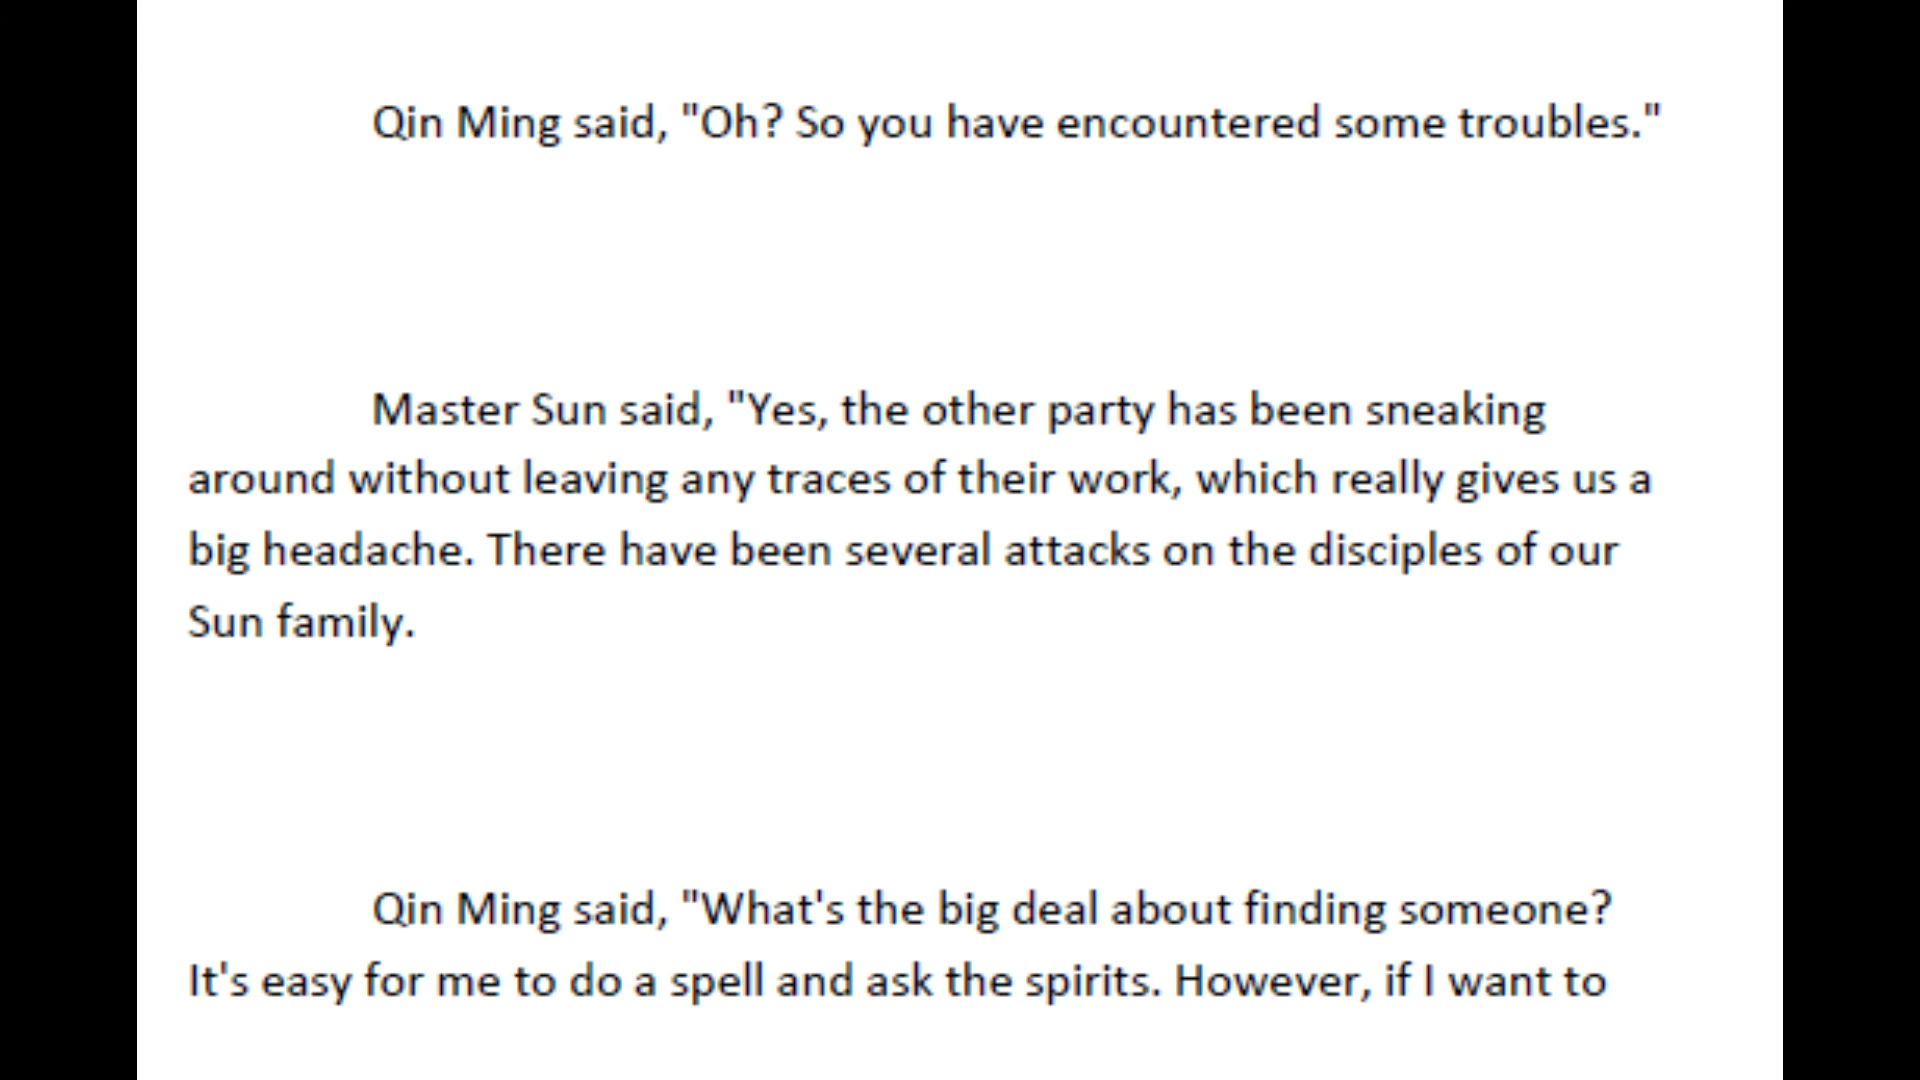 Qin Ming said, "Oh? So you have encountered some troubles."
Master Sun said, "Yes, the other party has been sneaking
around without leaving any traces of their work, which really gives us a
big headache. There have been several attacks on the disciples of our
Sun family.
Qin Ming said, "What's the big deal about finding someone?
It's easy for me to do a spell and ask the spirits. However, if I want to